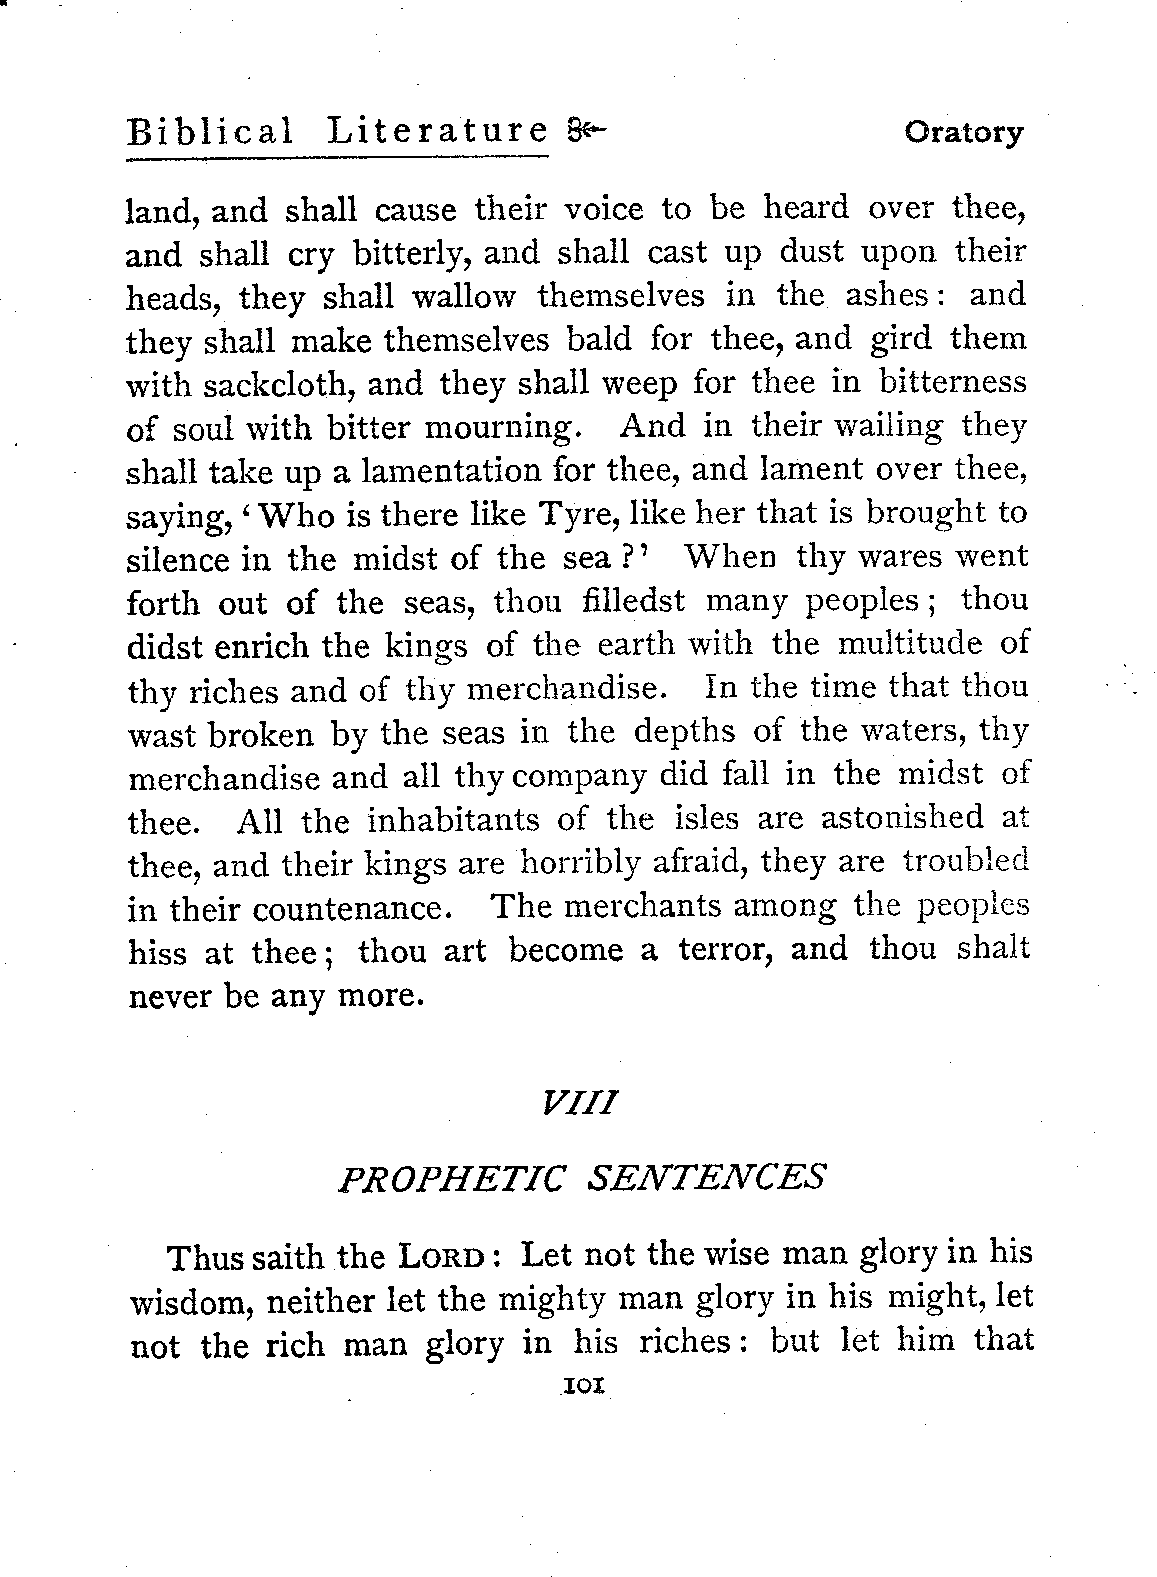 Biblical Literature Oratory
land, and shall cause their voice to be heard over thee,
and shall cry bitterly, and shall cast up dust upon their
heads, they shall wallow themselves in the ashes: and
they shall make themselves bald for thee, and gird them
with sackcloth, and they shall weep for thee in bitterness
of soul with bitter mourning. And in their wailing they
shall take up a lamentation for thee, and lament over thee,
saying, ‘Who is there like Tyre, like her that is brought to
silence in the midst of the sea?’ When thy wares went
forth out of the seas, thou filledst many peoples; thou
didst enrich the kings of the earth with the multitude of
thy riches and of thy merchandise. In the time that thou
wast broken by the seas in the depths of the waters, thy
merchandise and all thy company did fall in the midst of
thee. All the inhabitants of the isles are astonished at
thee, and their kings are horribly afraid, they are troubled
in their countenance. The merchants among the peoples
hiss at thee; thou art become a terror, and thou shalt
never be any more.
VIII
PROPHETIC SENTENCES
Thus saith the LORD: Let not the wise man glory in his
wisdom, neither let the mighty man glory in his might, let
not the rich man glory in his riches: but let him that
101